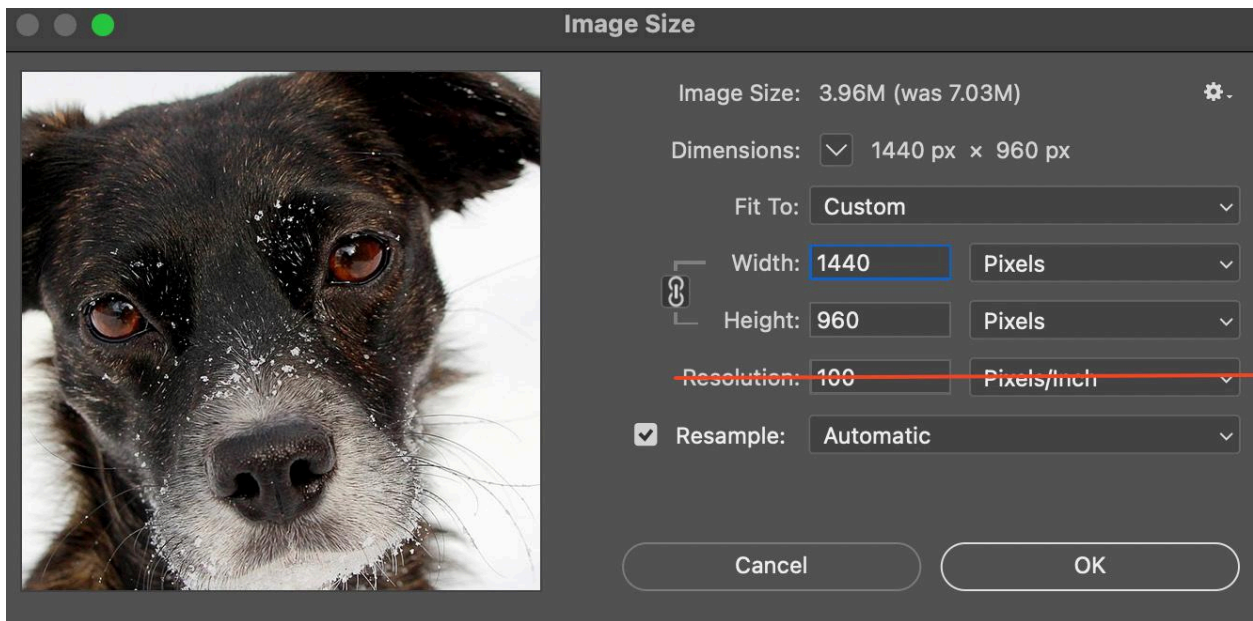 Image Size
Image Size: 3.96M (was 7.03M)
Dimensions: 1440 px × 960 px
Fit To: Custom
Width: 1440 Pixels
Height: 960 Pixels
Resolution: 100 Pixels/Inch
Resample: Automatic
Cancel OK